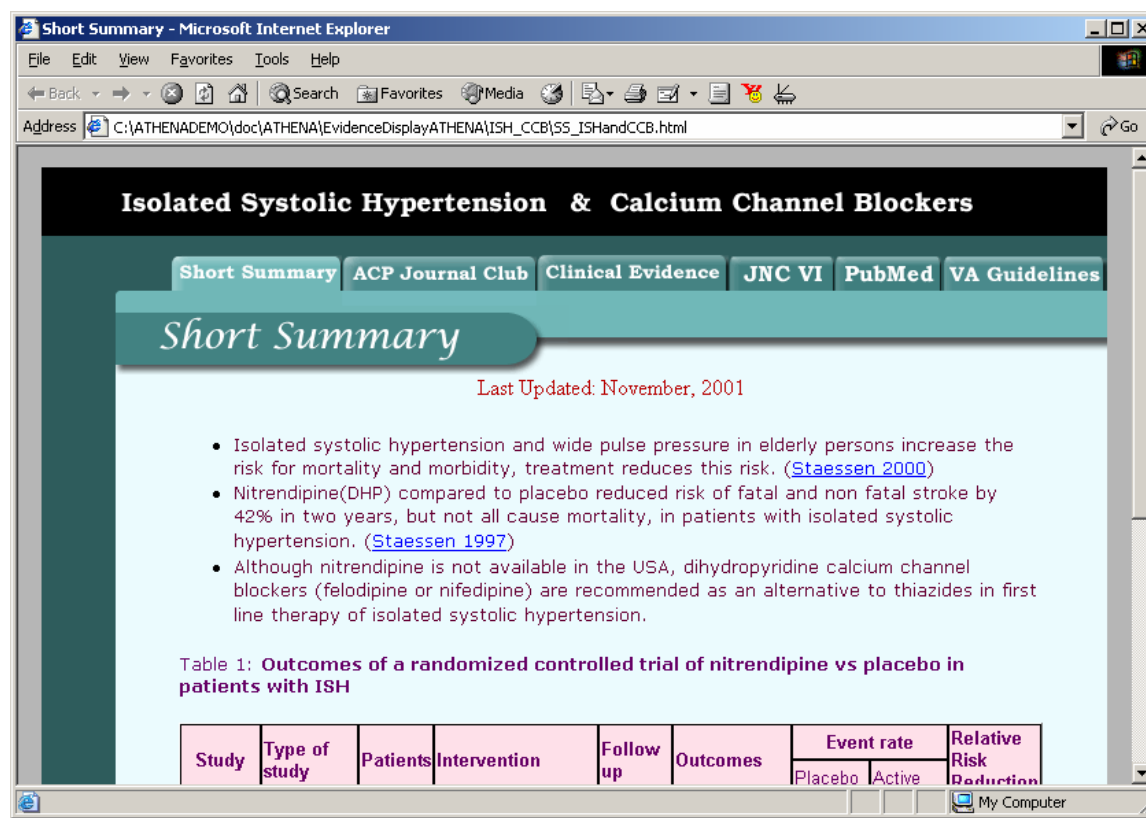 Short Summary - Microsoft Internet Explorer
File Edit View Favorites Tools Help
Back Search Favorites Media
Address C:\ATHENADEMO\doc\ATHENA\EvidenceDisplayATHENA\ISH_CCB\SS_ISHandCCB.html Go
Isolated Systolic Hypertension & Calcium Channel Blockers
Short Summary ACP Journal Club Clinical Evidence JNC VI PubMed VA Guidelines
Short Summary
Last Updated: November, 2001
• Isolated systolic hypertension and wide pulse pressure in elderly persons increase the
risk for mortality and morbidity, treatment reduces this risk. (Staessen 2000)
• Nitrendipine(DHP) compared to placebo reduced risk of fatal and non fatal stroke by
42% in two years, but not all cause mortality, in patients with isolated systolic
hypertension. (Staessen 1997)
• Although nitrendipine is not available in the USA, dihydropyridine calcium channel
blockers (felodipine or nifedipine) are recommended as an alternative to thiazides in first
line therapy of isolated systolic hypertension.
Table 1: Outcomes of a randomized controlled trial of nitrendipine vs placebo in
patients with ISH
Study Type of study Patients Intervention Follow up Outcomes Event rate Relative Risk Reduction
Placebo Active
My Computer